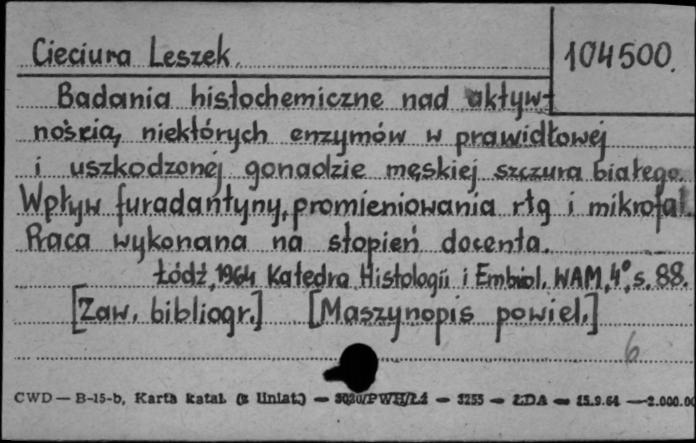 Cieciura Leszek.
104500.
Badania histochemiczne nad aktyw-
nością, niektórych enzymów w prawidłowej
i uszkodzonej gonadzie męskiej szczura białego.
Wpływ furadantyny, promieniowania rtg i mikrofal.
Praca wykonana na stopień docenta.
Łódź, 1964 Katedra Histologii i Embriol. WAM, 4°, s. 88.
[Zaw. bibliogr.] [Maszynopis powiel.]
6
CWD — B-15-b, Karta katal. (z liniat.) — 3020/PWH/Łd — 3255 — ŁDA — 15.9.61 — 2.000.00